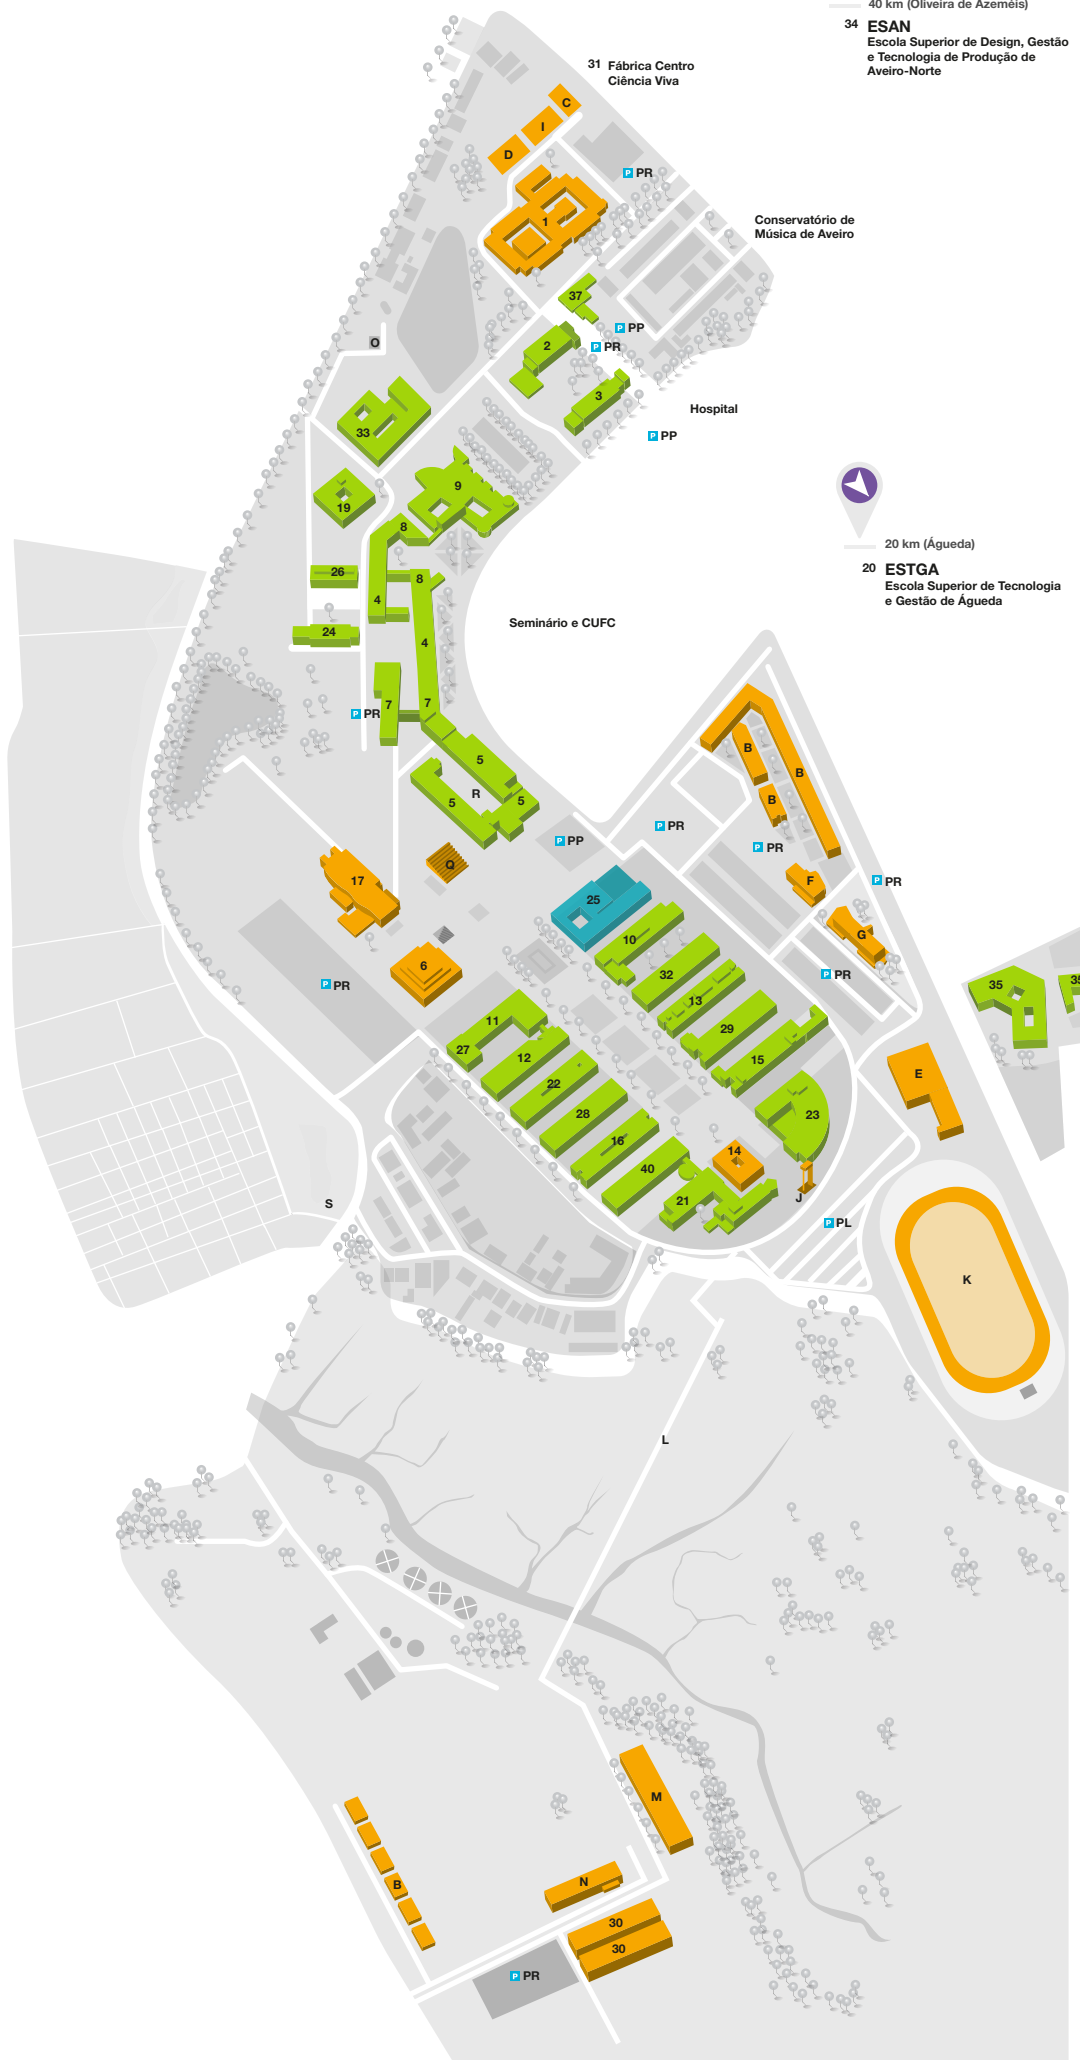 40 km (Oliveira de Azeméis)
34 ESAN
Escola Superior de Design, Gestão
e Tecnologia de Produção de
Aveiro-Norte
31 Fábrica Centro
Ciência Viva
C
I
D
P PR
1
Conservatório de
Música de Aveiro
37
P PP
O
2
P PR
3
Hospital
33
P PP
9
19
8
20 km (Águeda)
26
8
20 ESTGA
Escola Superior de Tecnologia
e Gestão de Águeda
4
Seminário e CUFC
24
4
7
7
P PR
B
5
B
R
5
5
B
P PR
P PP
P PR
Q
17
F
P PR
25
G
10
6
32
P PR
P PR
35
35
13
11
29
27
12
15
E
22
28
23
16
14
40
J
21
S
P PL
K
L
M
N
B
30
30
P PR